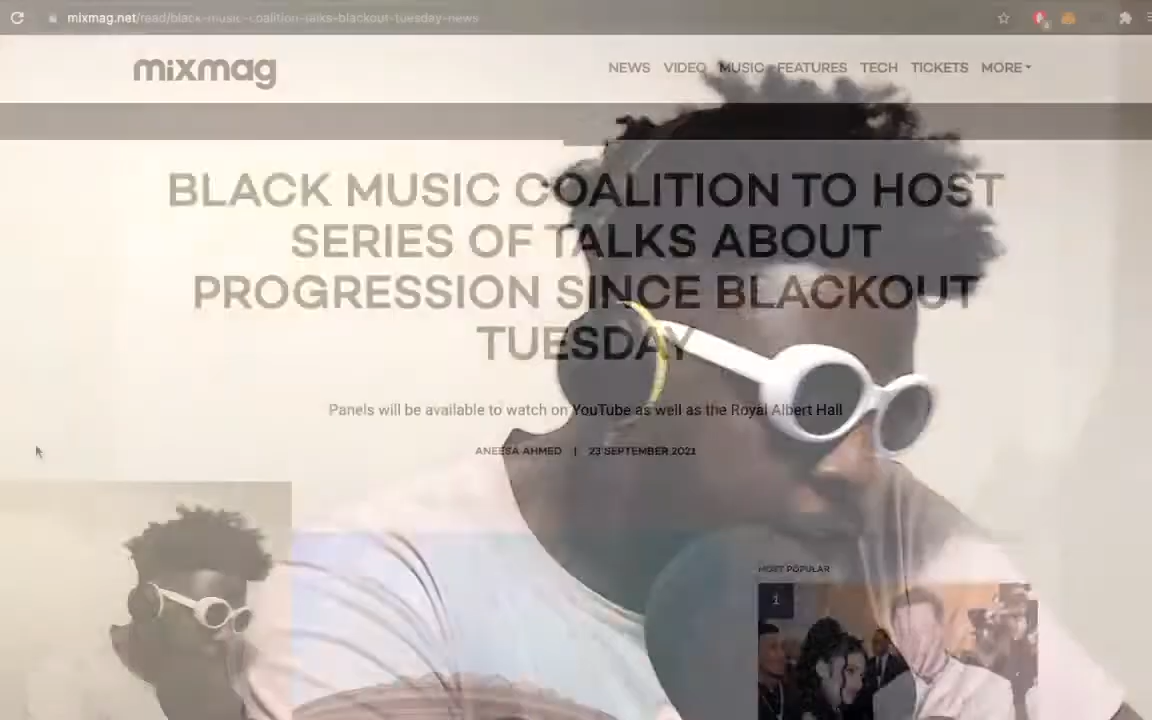 mixmag.net/read/black-music-coalition-talks-blackout-tuesday-news
mixmag
NEWS VIDEO MUSIC FEATURES TECH TICKETS MORE
BLACK MUSIC COALITION TO HOST
SERIES OF TALKS ABOUT
PROGRESSION SINCE BLACKOUT
TUESDAY
Panels will be available to watch on YouTube as well as the Royal Albert Hall
ANEESA AHMED | 23 SEPTEMBER 2021
MOST POPULAR
1